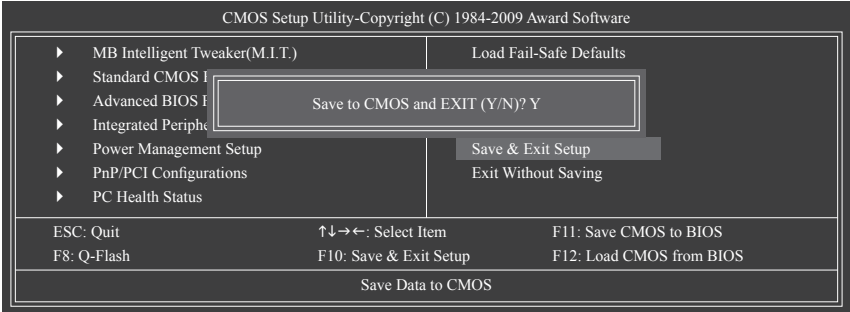 CMOS Setup Utility-Copyright (C) 1984-2009 Award Software
MB Intelligent Tweaker(M.I.T.)
Load Fail-Safe Defaults
Standard CMOS
Advanced BIOS
Save to CMOS and EXIT (Y/N)? Y
Integrated Periphe
Power Management Setup
Save & Exit Setup
PnP/PCI Configurations
Exit Without Saving
PC Health Status
ESC: Quit
↑↓→←: Select Item
F11: Save CMOS to BIOS
F8: Q-Flash
F10: Save & Exit Setup
F12: Load CMOS from BIOS
Save Data to CMOS